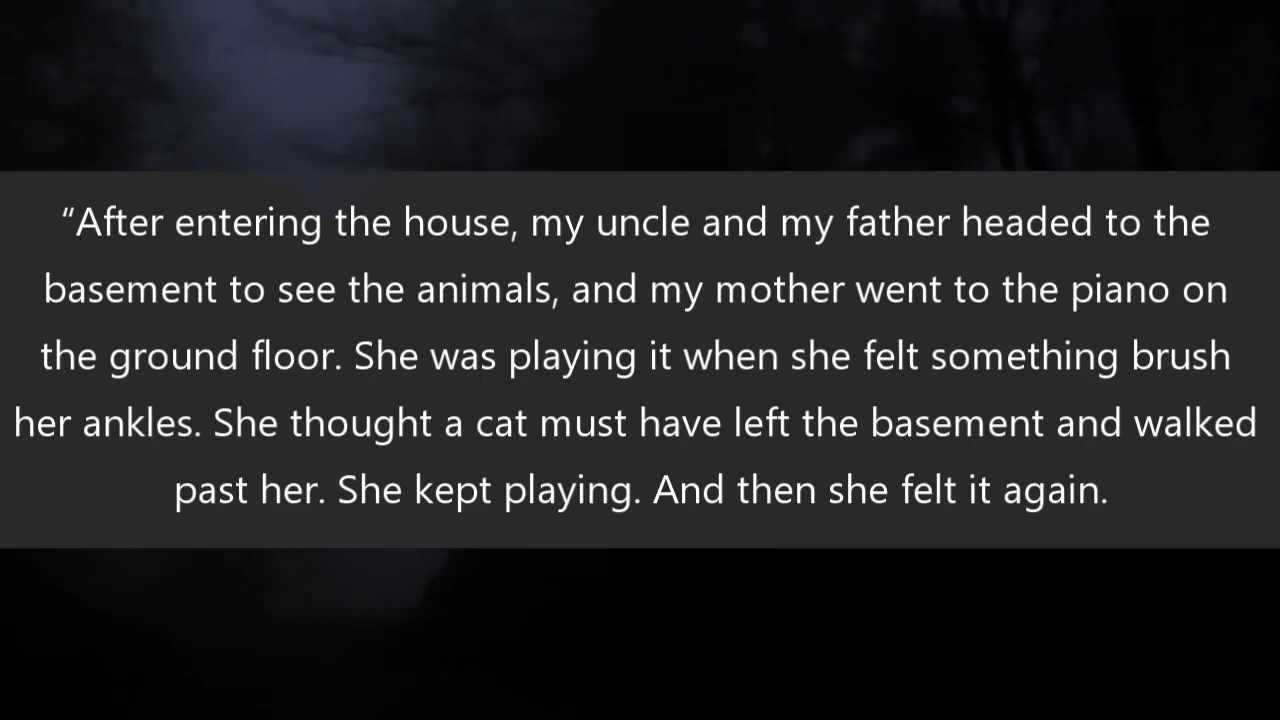 “After entering the house, my uncle and my father headed to the
basement to see the animals, and my mother went to the piano on
the ground floor. She was playing it when she felt something brush
her ankles. She thought a cat must have left the basement and walked
past her. She kept playing. And then she felt it again.